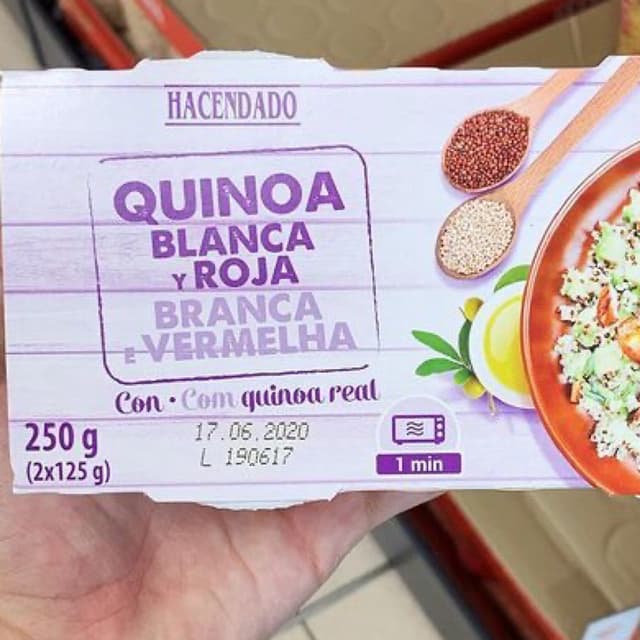 HACENDADO
QUINOA
BLANCA
Y ROJA
BRANCA
E VERMELHA
Con · Com quinoa real
250 g
(2x125 g)
17.06.2020
L 190617
1 min